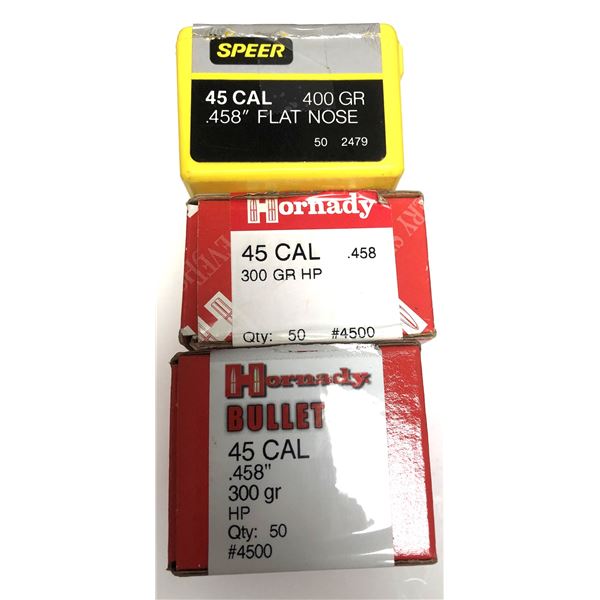 SPEER
45 CAL 400 GR
.458" FLAT NOSE
50 2479
Hornady
45 CAL .458
300 GR HP
Qty: 50 #4500
Hornady
BULLET
45 CAL
.458"
300 gr
HP
Qty: 50
#4500